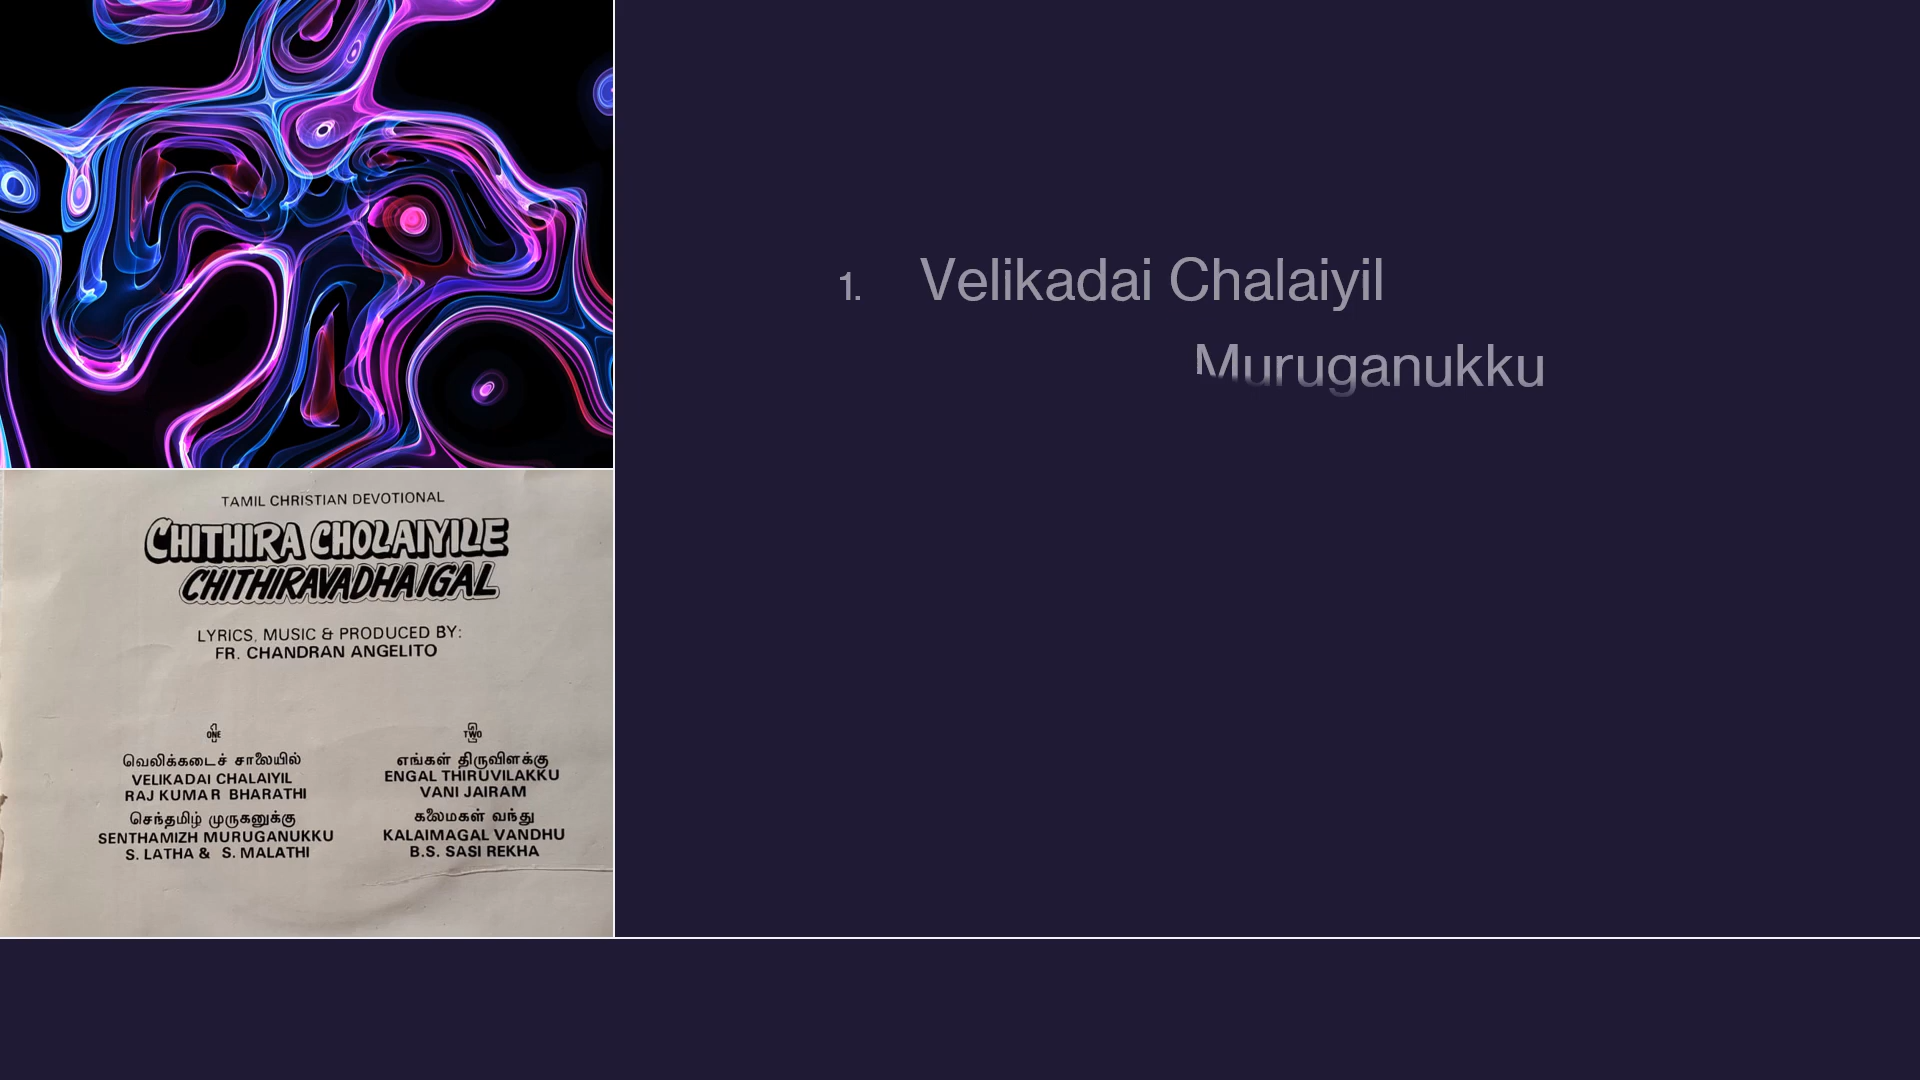 1. Velikadai Chalaiyil
Muruganukku
TAMIL CHRISTIAN DEVOTIONAL
CHITHIRA CHOLAIYILE
CHITHIRAVADHAIGAL
LYRICS, MUSIC & PRODUCED BY:
FR. CHANDRAN ANGELITO
ONE
வெலிக்கடைச் சாலையில்
VELIKADAI CHALAIYIL
RAJ KUMAR BHARATHI
செந்தமிழ் முருகனுக்கு
SENTHAMIZH MURUGANUKKU
S. LATHA & S. MALATHI
TWO
எங்கள் திருவிளக்கு
ENGAL THIRUVILAKKU
VANI JAIRAM
கலைமகள் வந்து
KALAIMAGAL VANDHU
B.S. SASI REKHA